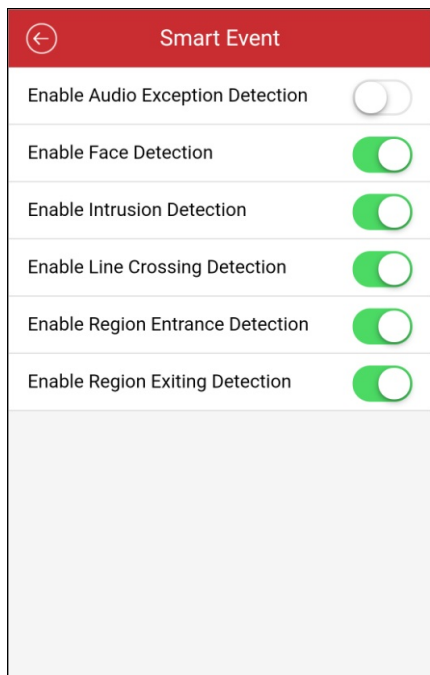 Smart Event
Enable Audio Exception Detection
Enable Face Detection
Enable Intrusion Detection
Enable Line Crossing Detection
Enable Region Entrance Detection
Enable Region Exiting Detection